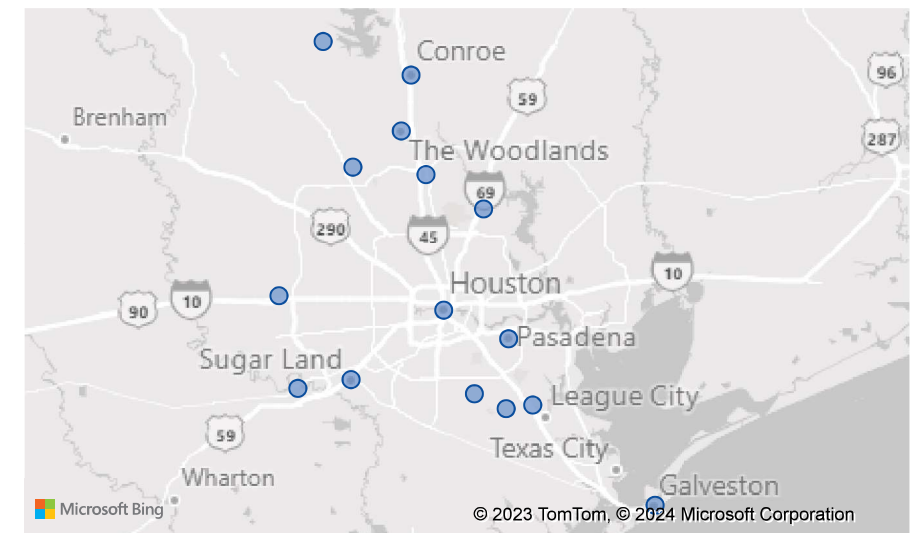 Conroe
96
59
Brenham
287
The Woodlands
69
290
45
10
Houston
10
90
Pasadena
Sugar Land
League City
59
Texas City
Wharton
Galveston
Microsoft Bing
© 2023 TomTom, © 2024 Microsoft Corporation